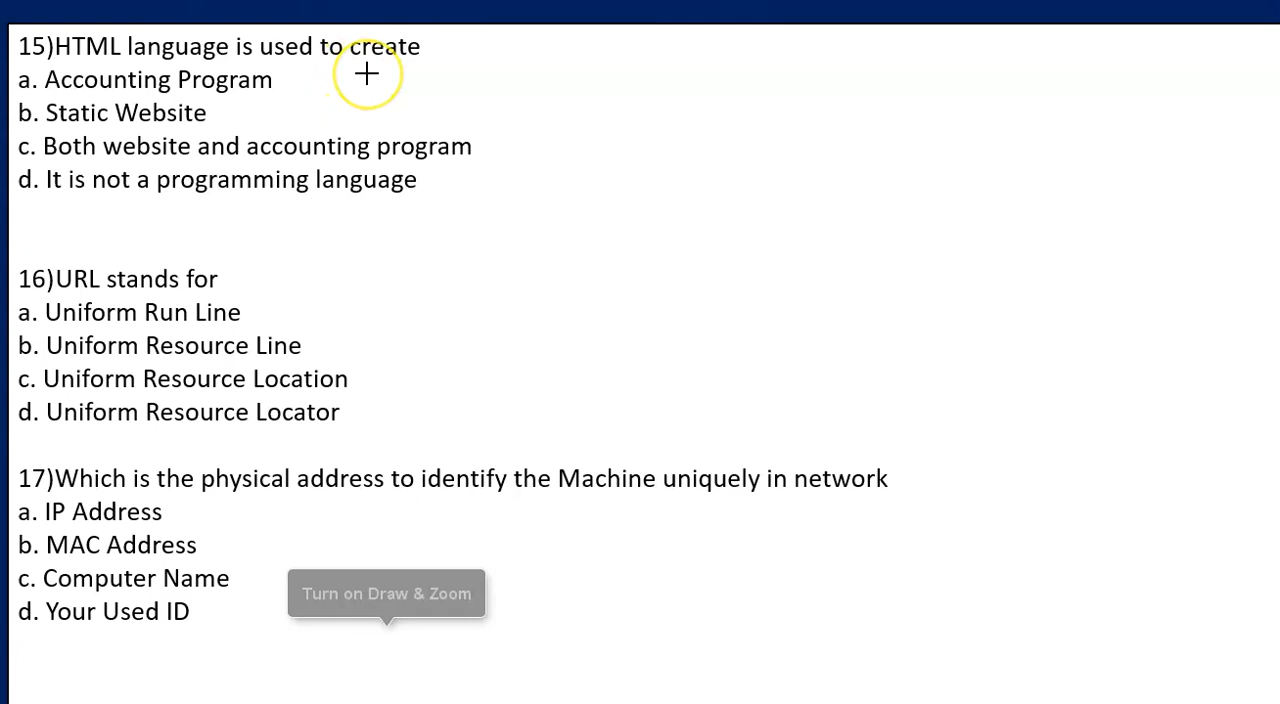 15)HTML language is used to create
a. Accounting Program
b. Static Website
c. Both website and accounting program
d. It is not a programming language
16)URL stands for
a. Uniform Run Line
b. Uniform Resource Line
c. Uniform Resource Location
d. Uniform Resource Locator
17)Which is the physical address to identify the Machine uniquely in network
a. IP Address
b. MAC Address
c. Computer Name
d. Your Used ID
Turn on Draw & Zoom